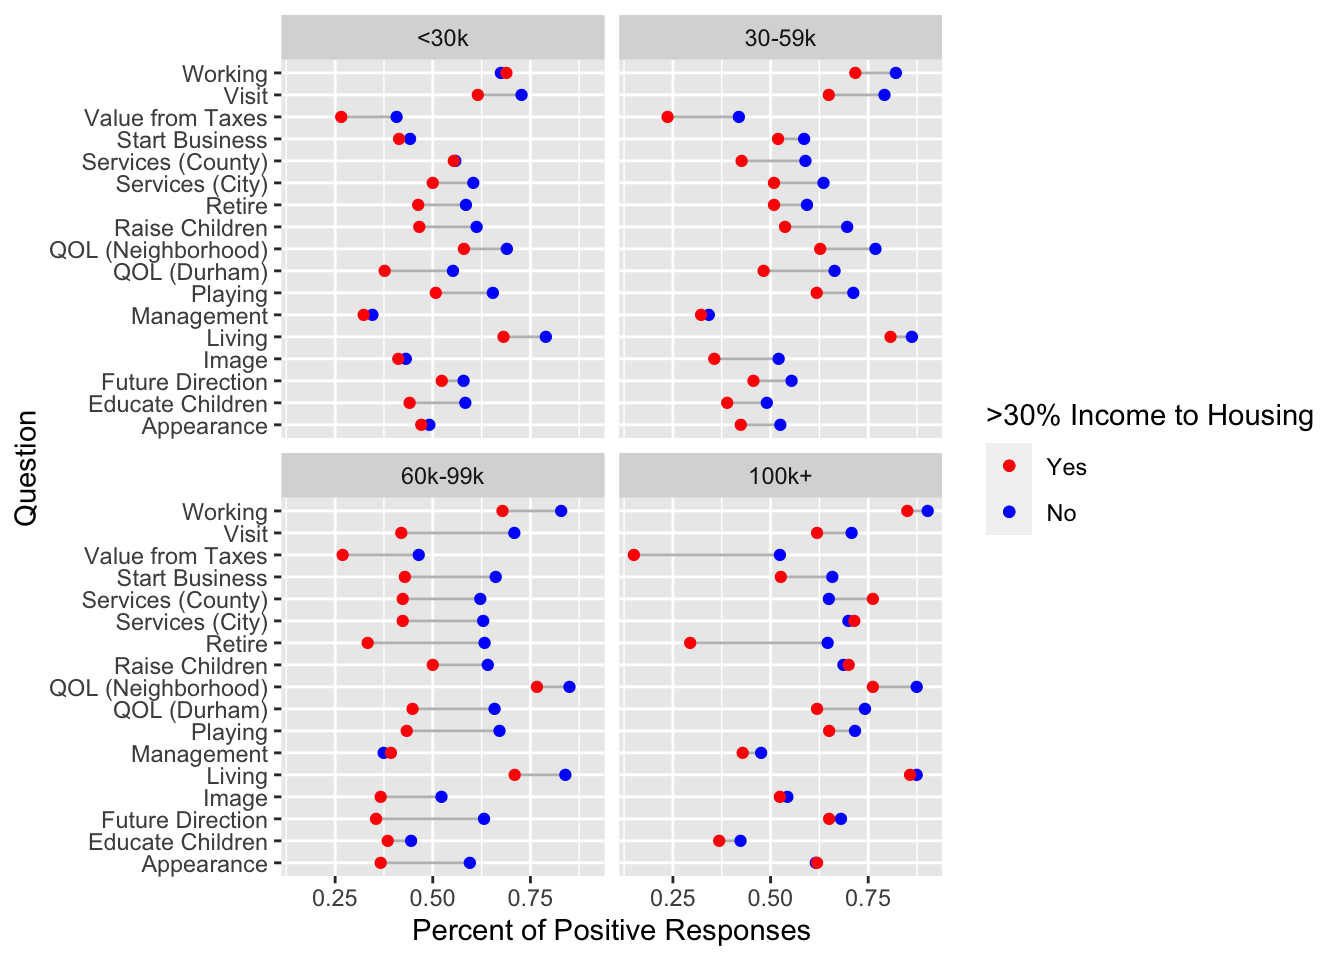 <30k
30-59k
Working
Visit
Value from Taxes
Start Business
Services (County)
Services (City)
Retire
Raise Children
QOL (Neighborhood)
QOL (Durham)
Playing
Management
Living
Image
Future Direction
Educate Children
Appearance
60k-99k
100k+
Working
Visit
Value from Taxes
Start Business
Services (County)
Services (City)
Retire
Raise Children
QOL (Neighborhood)
QOL (Durham)
Playing
Management
Living
Image
Future Direction
Educate Children
Appearance
0.25 0.50 0.75
0.25 0.50 0.75
Percent of Positive Responses
Question
>30% Income to Housing
Yes
No